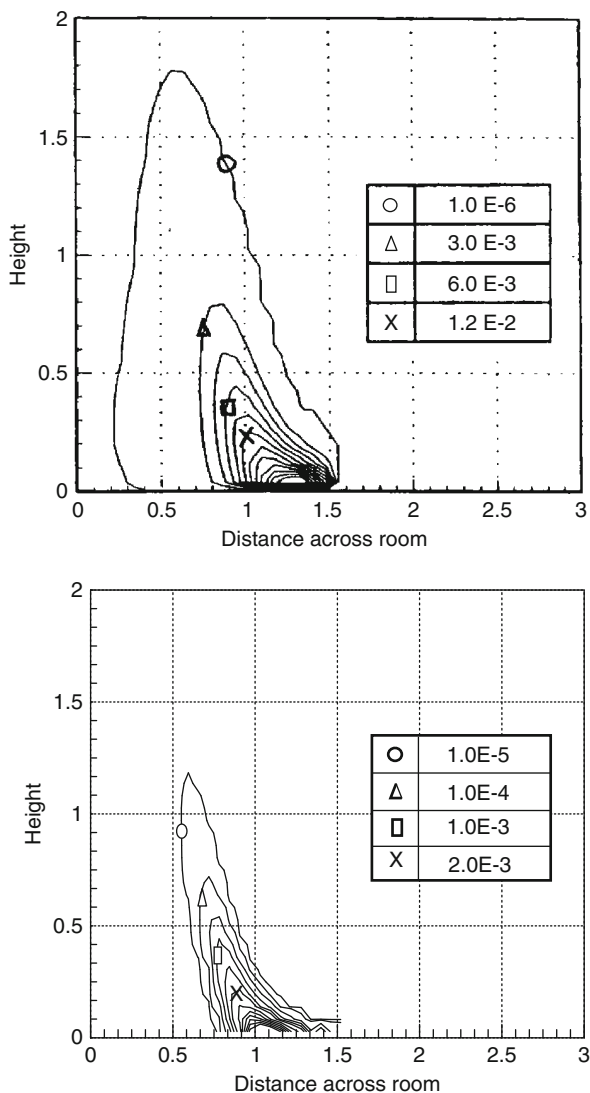 2
1.5
Height
1
0.5
0
0.5
1.0
1.5
2
2.5
3
Distance across room
○ 1.0 E-6
△ 3.0 E-3
□ 6.0 E-3
X 1.2 E-2
2
1.5
Height
1
0.5
0
0
0.5
1
1.5
2
2.5
3
Distance across room
○ 1.0E-5
△ 1.0E-4
□ 1.0E-3
X 2.0E-3